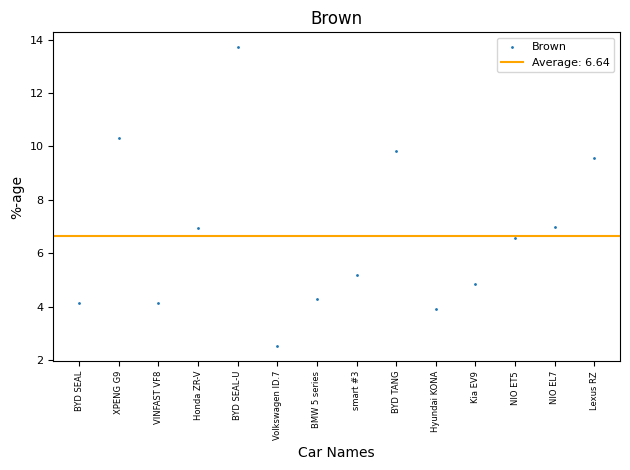 Brown
14
12
10
8
6
4
2
%-age
Brown
Average: 6.64
BYD SEAL
XPENG G9
VINFAST VF8
Honda ZR-V
BYD SEAL-U
Volkswagen ID.7
BMW 5 series
smart #3
BYD TANG
Hyundai KONA
Kia EV9
NIO ET5
NIO EL7
Lexus RZ
Car Names